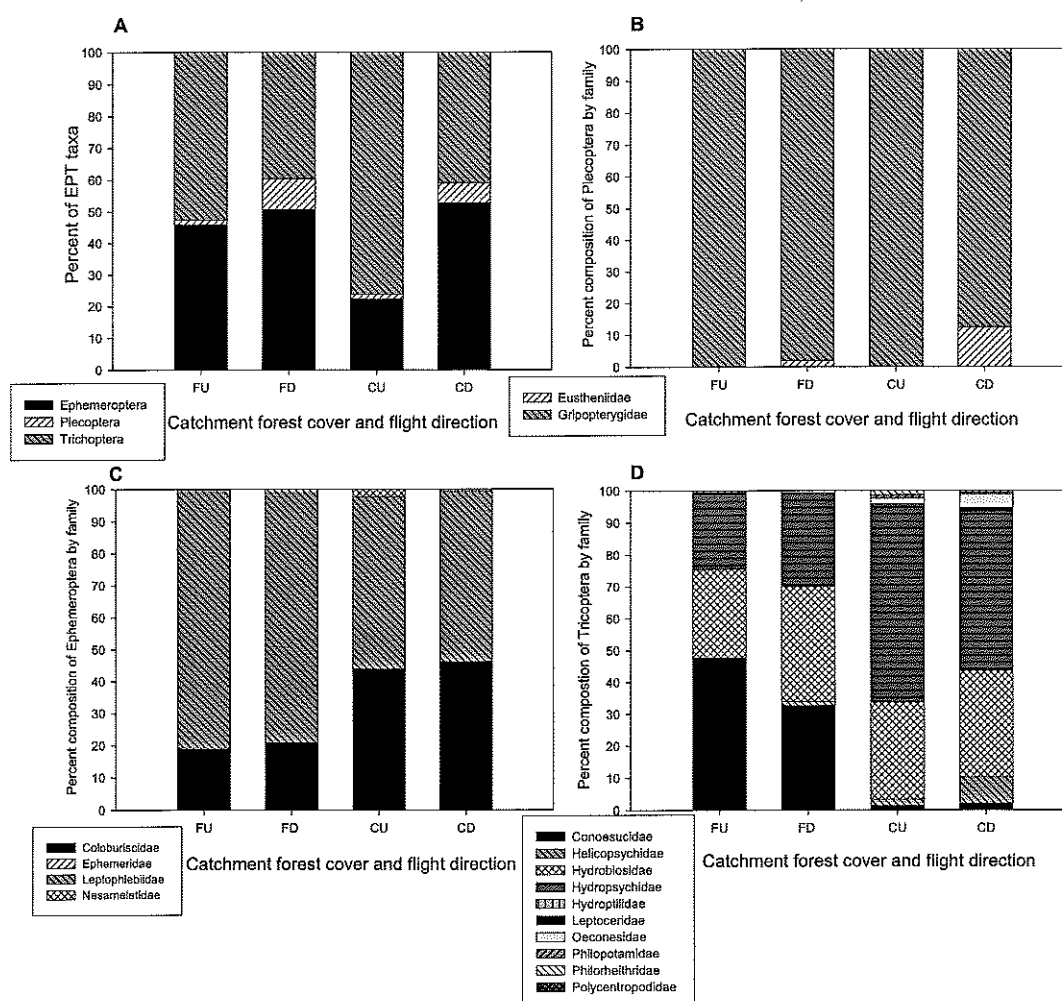 A
Percent of EPT taxa
100
90
80
70
60
50
40
30
20
10
0
FU
FD
CU
CD
Catchment forest cover and flight direction
Ephemeroptera
Plecoptera
Trichoptera
B
Percent composition of Plecoptera by family
100
90
80
70
60
50
40
30
20
10
0
FU
FD
CU
CD
Catchment forest cover and flight direction
Eustheniidae
Gripopterygidae
C
Percent composition of Ephemeroptera by family
100
90
80
70
60
50
40
30
20
10
0
FU
FD
CU
CD
Catchment forest cover and flight direction
Coloburiscidae
Ephemeridae
Leptophlebiidae
Nesameletidae
D
Percent compostion of Tricoptera by family
100
90
80
70
60
50
40
30
20
10
0
FU
FD
CU
CD
Catchment forest cover and flight direction
Conoesucidae
Helicopsychidae
Hydrobiosidae
Hydropsychidae
Hydroptilidae
Leptoceridae
Oeconesidae
Philopotamidae
Philorheithridae
Polycentropodidae